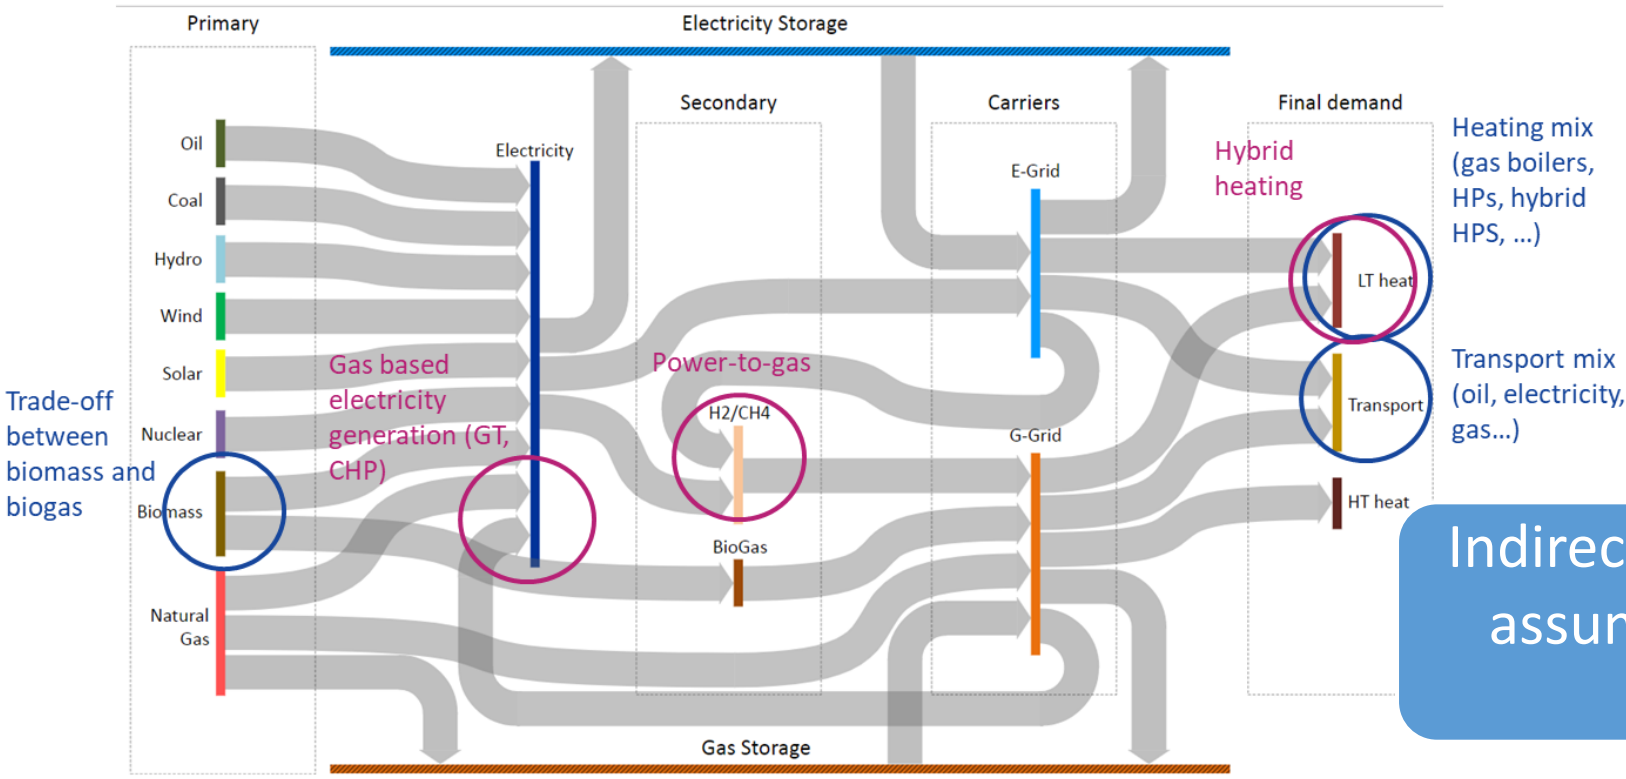 Primary
Electricity Storage
Secondary
Carriers
Final demand
Oil
Coal
Hydro
Wind
Solar
Nuclear
Biomass
Natural
Gas
Electricity
E-Grid
Hybrid
heating
Heating mix
(gas boilers,
HPs, hybrid
HPS, ...)
LT heat
Gas based
electricity
generation (GT,
CHP)
Power-to-gas
H2/CH4
G-Grid
BioGas
Transport
Transport mix
(oil, electricity,
gas...)
HT heat
Trade-off
between
biomass and
biogas
Indirec
assum
Gas Storage